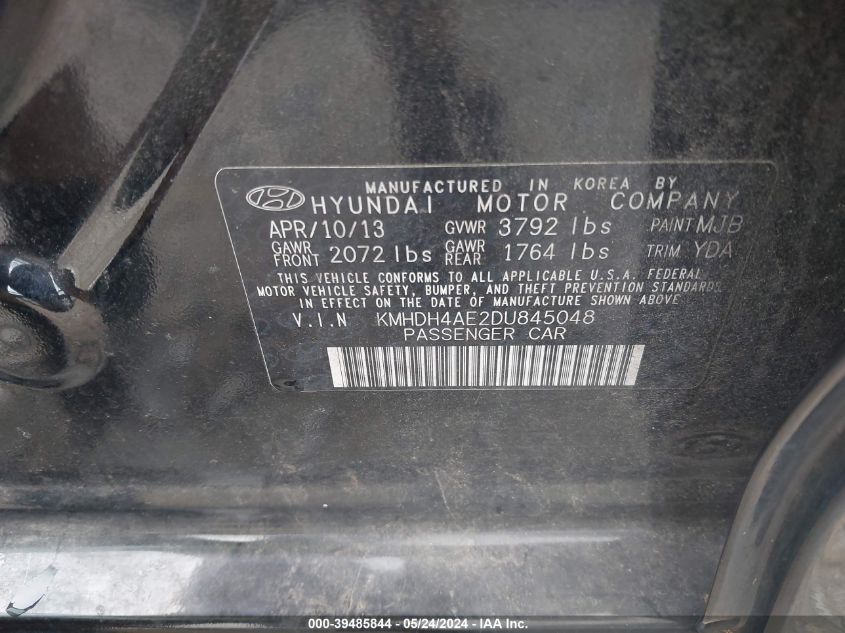 MANUFACTURED IN KOREA BY
HYUNDAI MOTOR COMPANY
APR/10/13 GVWR 3792 lbs PAINT MJB
GAWR FRONT 2072 lbs GAWR REAR 1764 lbs TRIM YDA
THIS VEHICLE CONFORMS TO ALL APPLICABLE U.S.A. FEDERAL
MOTOR VEHICLE SAFETY, BUMPER, AND THEFT PREVENTION STANDARDS
IN EFFECT ON THE DATE OF MANUFACTURE SHOWN ABOVE
V.I.N KMHDH4AE2DU845048
PASSENGER CAR
000-39485844 - 05/24/2024 - IAA Inc.